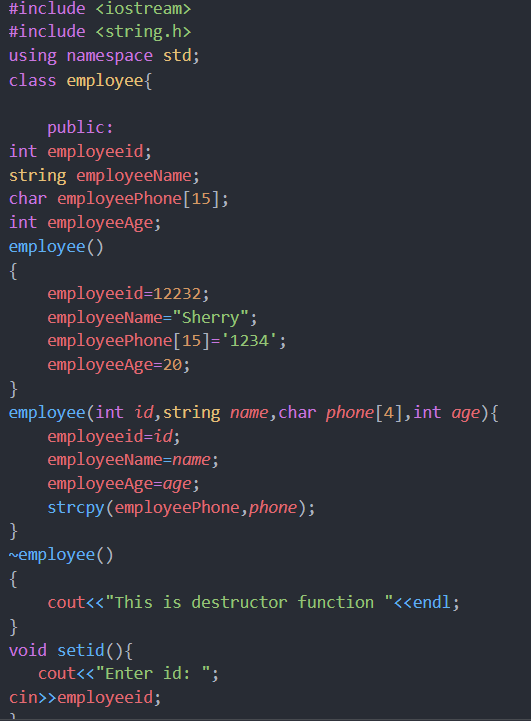 #include <iostream>
#include <string.h>
using namespace std;
class employee{
public:
int employeeid;
string employeeName;
char employeePhone[15];
int employeeAge;
employee()
{
employeeid=12232;
employeeName="Sherry";
employeePhone[15]='1234';
employeeAge=20;
}
employee(int id,string name,char phone[4],int age){
employeeid=id;
employeeName=name;
employeeAge=age;
strcpy(employeePhone,phone);
}
~employee()
{
cout<<"This is destructor function "<<endl;
}
void setid(){
cout<<"Enter id: ";
cin>>employeeid;
}